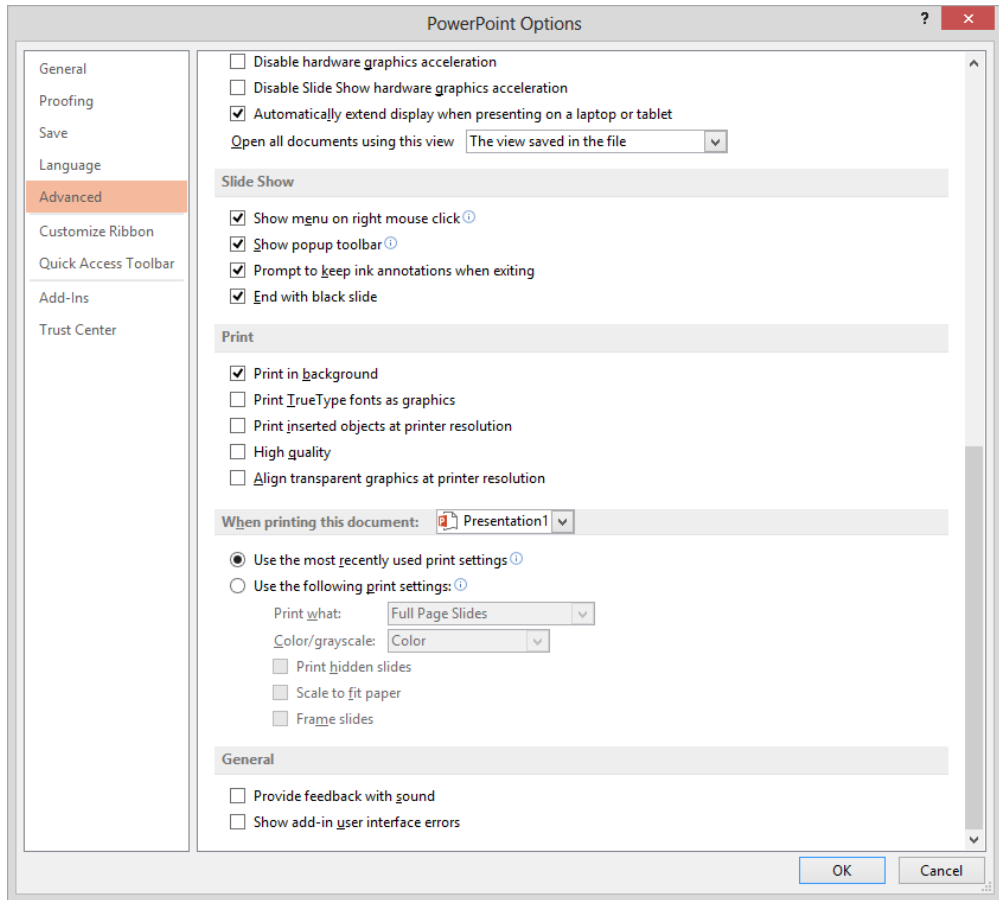 PowerPoint Options
?
General
Proofing
Save
Language
Advanced
Customize Ribbon
Quick Access Toolbar
Add-Ins
Trust Center
Disable hardware graphics acceleration
Disable Slide Show hardware graphics acceleration
Automatically extend display when presenting on a laptop or tablet
Open all documents using this view The view saved in the file
Slide Show
Show menu on right mouse click
Show popup toolbar
Prompt to keep ink annotations when exiting
End with black slide
Print
Print in background
Print TrueType fonts as graphics
Print inserted objects at printer resolution
High quality
Align transparent graphics at printer resolution
When printing this document: Presentation1
Use the most recently used print settings
Use the following print settings:
Print what: Full Page Slides
Color/grayscale: Color
Print hidden slides
Scale to fit paper
Frame slides
General
Provide feedback with sound
Show add-in user interface errors
OK Cancel